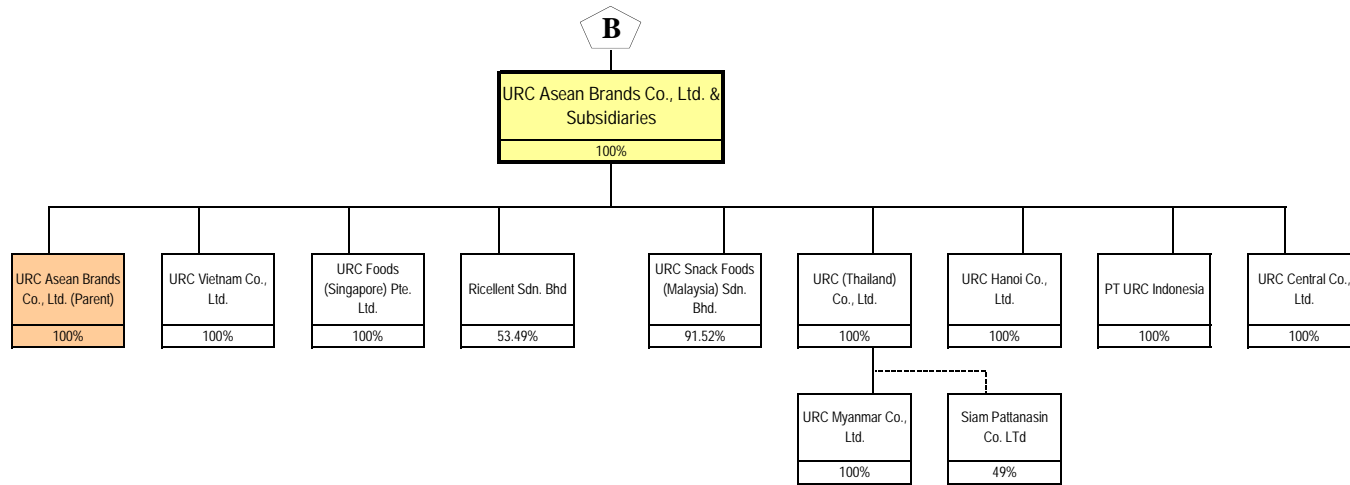 B
URC Asean Brands Co., Ltd. &
Subsidiaries
100%
URC Asean Brands
Co., Ltd. (Parent)
100%
URC Vietnam Co.,
Ltd.
100%
URC Foods
(Singapore) Pte.
Ltd.
100%
Ricellent Sdn. Bhd
53.49%
URC Snack Foods
(Malaysia) Sdn.
Bhd.
91.52%
URC (Thailand)
Co., Ltd.
100%
URC Hanoi Co.,
Ltd.
100%
PT URC Indonesia
100%
URC Central Co.,
Ltd.
100%
URC Myanmar Co.,
Ltd.
100%
Siam Pattanasin
Co. LTd
49%